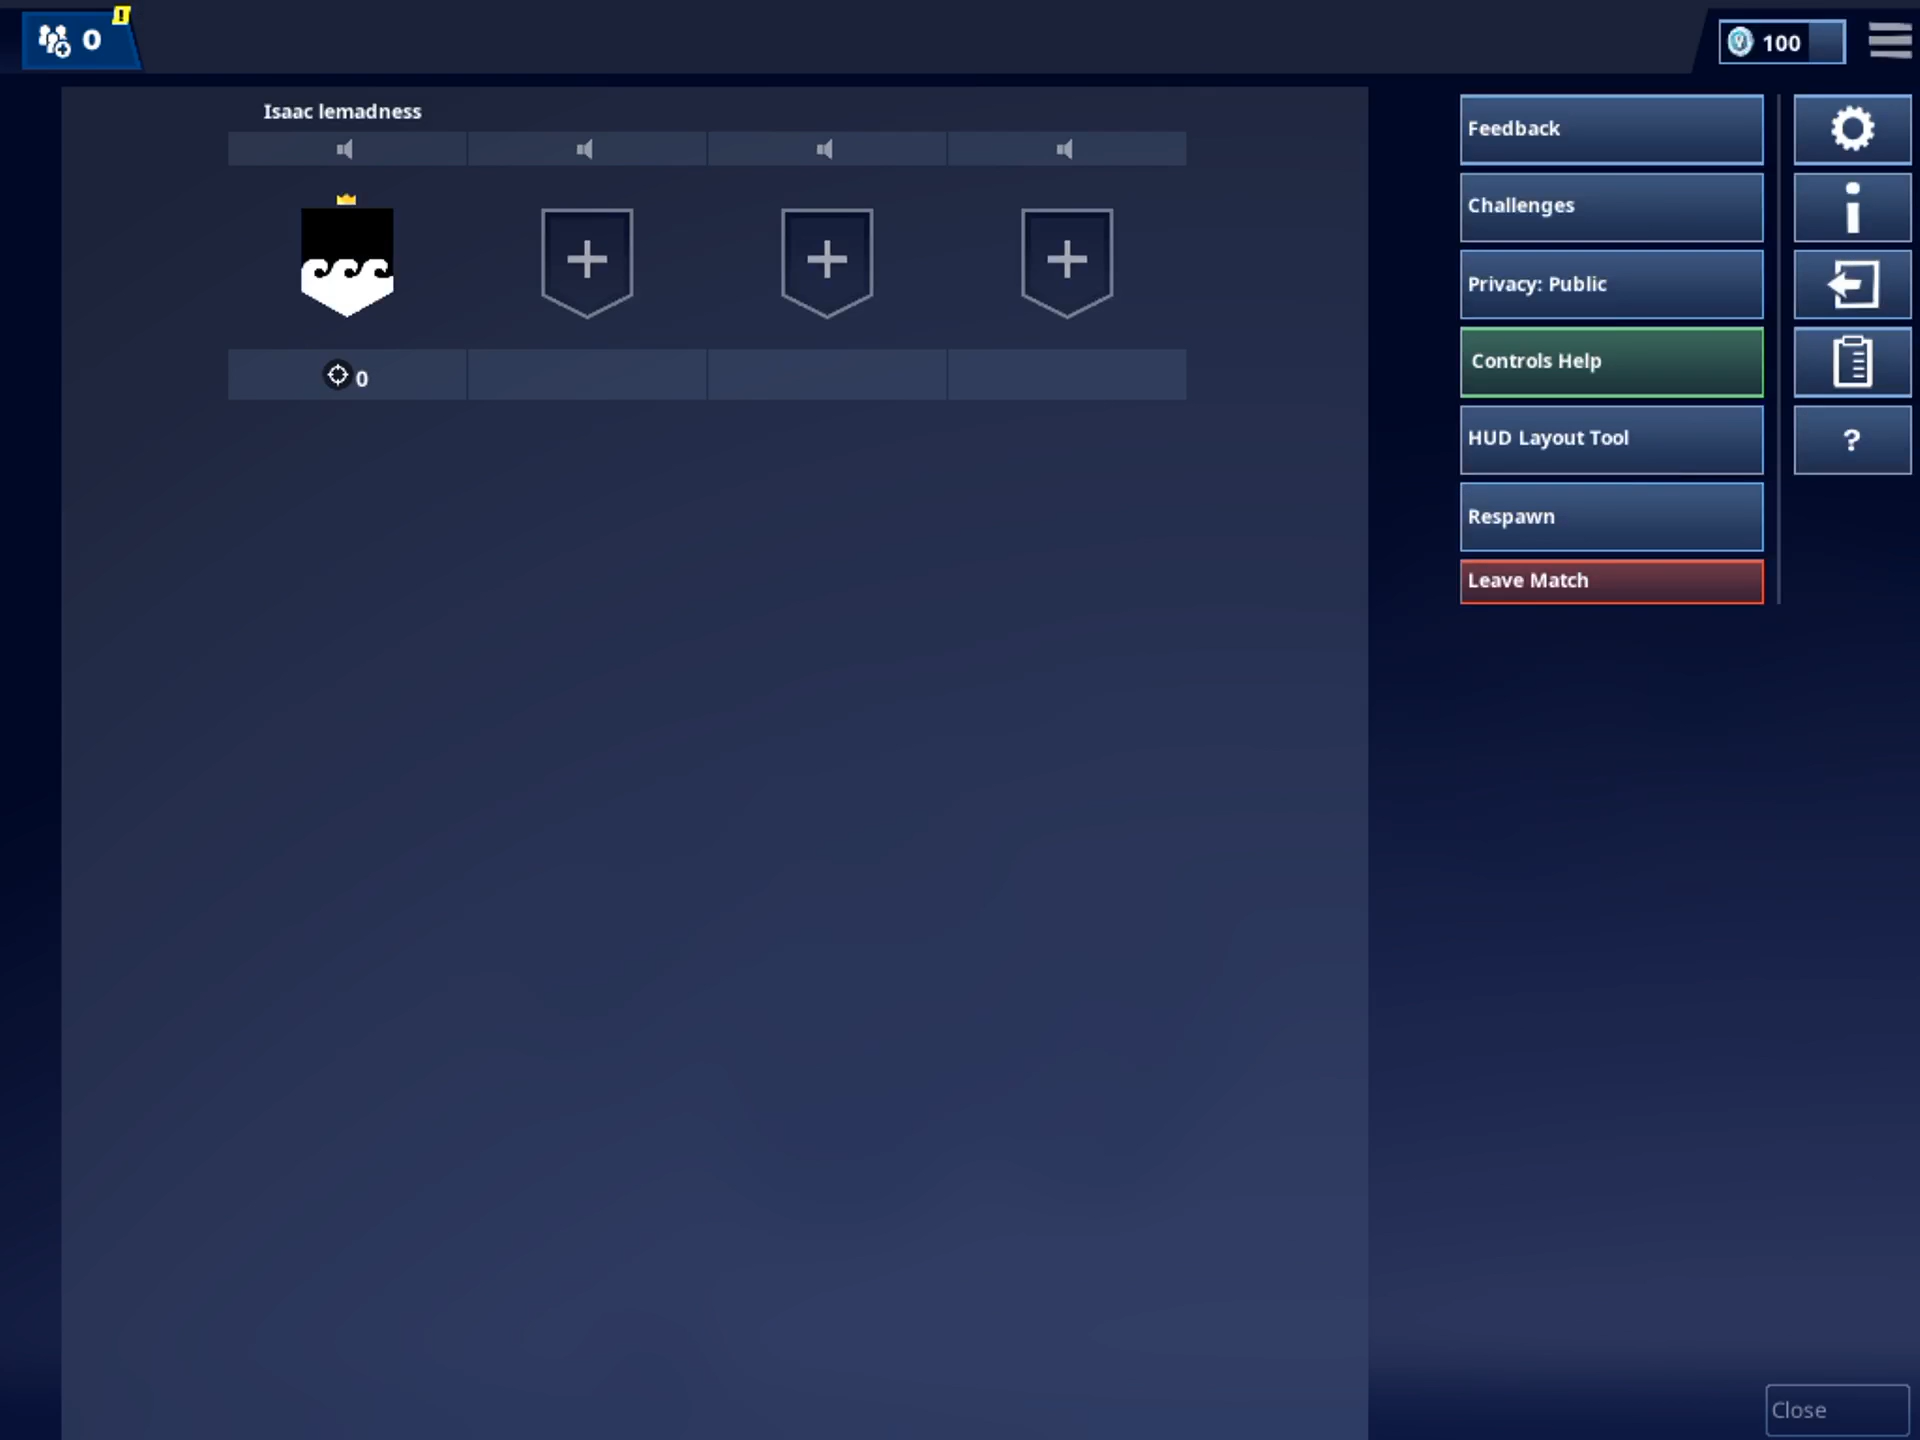 0
!
100
Isaac lemadness
0
Feedback
Challenges
Privacy: Public
Controls Help
HUD Layout Tool
?
Respawn
Leave Match
Close